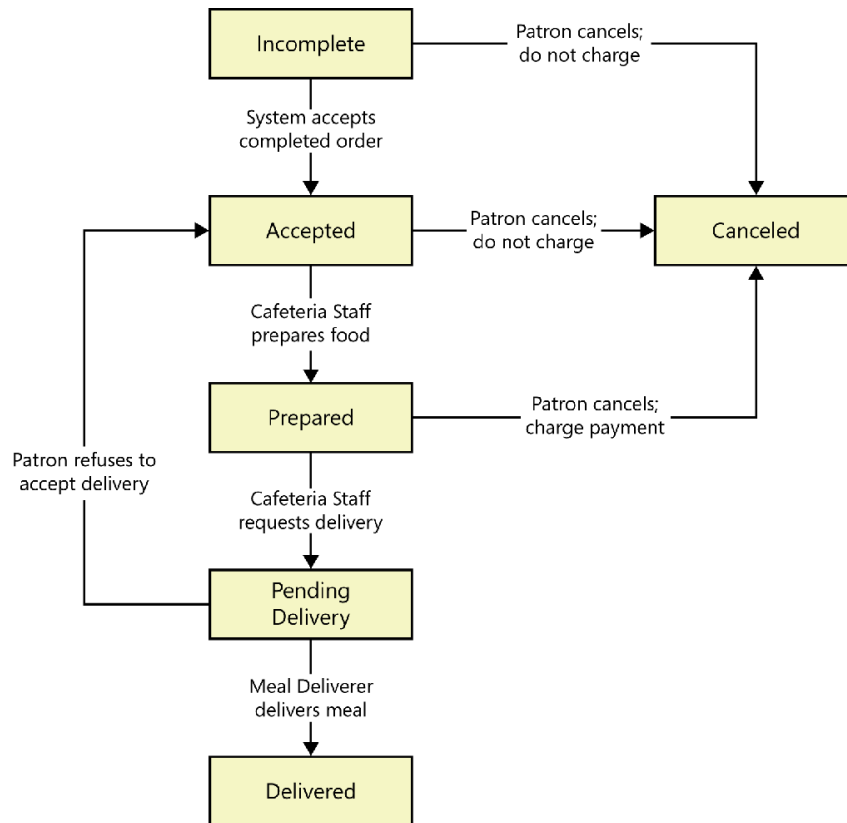 Incomplete
Patron cancels;
do not charge
System accepts
completed order
Accepted
Patron cancels;
do not charge
Canceled
Cafeteria Staff
prepares food
Prepared
Patron cancels;
charge payment
Patron refuses to
accept delivery
Cafeteria Staff
requests delivery
Pending
Delivery
Meal Deliverer
delivers meal
Delivered